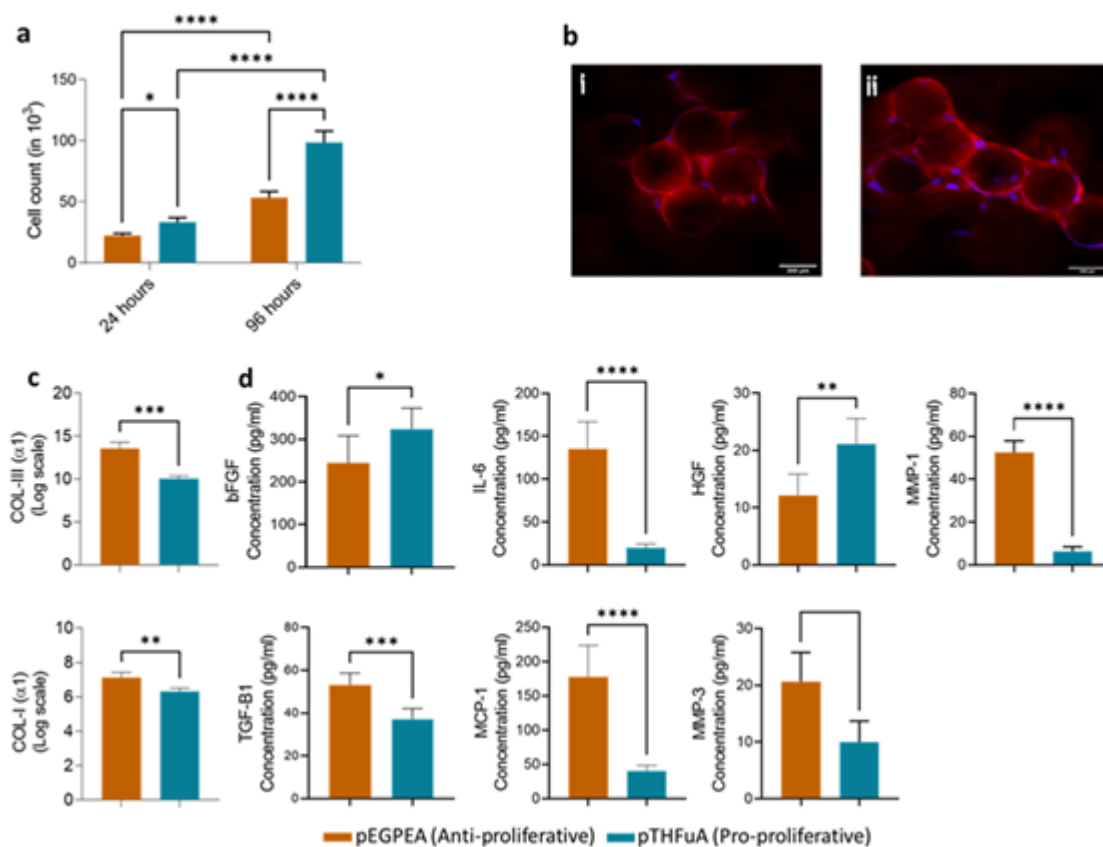 a
****
****
*
****
150
100
50
0
Cell count (in 10³)
24 hours
96 hours
b
i
ii
c
20
15
10
5
0
COL-III (α1)
(Log scale)
***
d
400
300
200
100
0
bFGF
Concentration (pg/ml)
*
200
150
100
50
0
IL-6
Concentration (pg/ml)
****
30
20
10
0
HGF
Concentration (pg/ml)
**
80
60
40
20
0
MMP-1
Concentration (pg/ml)
****
10
8
6
4
2
0
COL-I (α1)
(Log scale)
**
80
60
40
20
0
TGF-B1
Concentration (pg/ml)
***
250
200
150
100
50
0
MCP-1
Concentration (pg/ml)
****
30
20
10
0
MMP-3
Concentration (pg/ml)
pEGPEA (Anti-proliferative)
pTHFuA (Pro-proliferative)